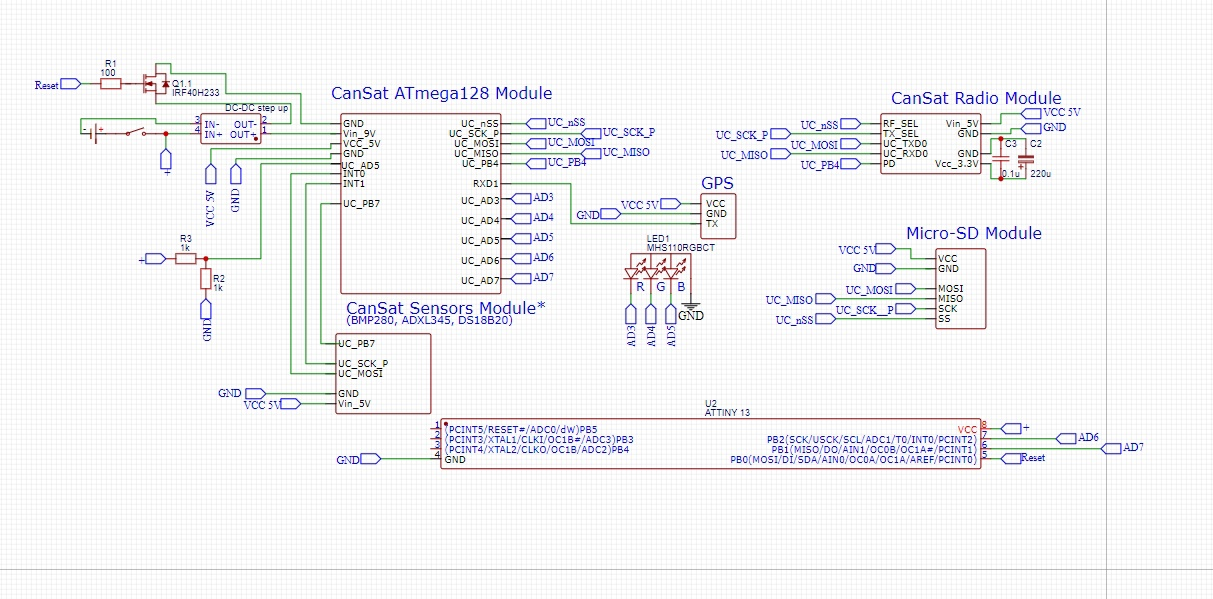 R1
100
Reset
Q1.1
IRF40H233
DC-DC step up
3 IN- OUT- 2
4 IN+ OUT+ 1
- +
+
VCC 5V
GND
CanSat ATmega128 Module
GND UC_nSS UC_nSS
Vin_9V UC_SCK_P UC_SCK_P
VCC_5V UC_MOSI UC_MOSI
GND UC_MISO UC_MISO
UC_AD5 UC_PB4 UC_PB4
INT0
INT1 RXD1
UC_PB7
UC_AD3 AD3
UC_AD4 AD4
UC_AD5 AD5
UC_AD6 AD6
UC_AD7 AD7
R3
1k
+
R2
1k
GND
CanSat Sensors Module*
(BMP280, ADXL345, DS18B20)
UC_PB7
UC_SCK_P
UC_MOSI
GND GND
VCC 5V Vin_5V
GPS
VCC 5V VCC
GND GND
TX
LED1
MHS110RGBCT
R G B
GND
AD3
AD4
AD5
CanSat Radio Module
UC_nSS RF_SEL Vin_5V VCC 5V
UC_SCK_P TX_SEL GND GND
UC_MOSI UC_TXD0
UC_MISO UC_RXD0 GND
UC_PB4 PD Vcc_3.3V
C3 C2
+
0.1u 220u
Micro-SD Module
VCC 5V VCC
GND GND
UC_MOSI MOSI
UC_MISO MISO
UC_SCK__P SCK
UC_nSS SS
U2
ATTINY 13
1 (PCINT5/RESET#/ADC0/dW)PB5 VCC 8 +
2 (PCINT3/XTAL1/CLKI/OC1B#/ADC3)PB3 PB2(SCK/USCK/SCL/ADC1/T0/INT0/PCINT2) 7 AD6
3 (PCINT4/XTAL2/CLKO/OC1B/ADC2)PB4 PB1(MISO/DO/AIN1/OC0B/OC1A#/PCINT1) 6 AD7
GND 4 GND PB0(MOSI/DI/SDA/AIN0/OC0A/OC1A/AREF/PCINT0) 5 Reset